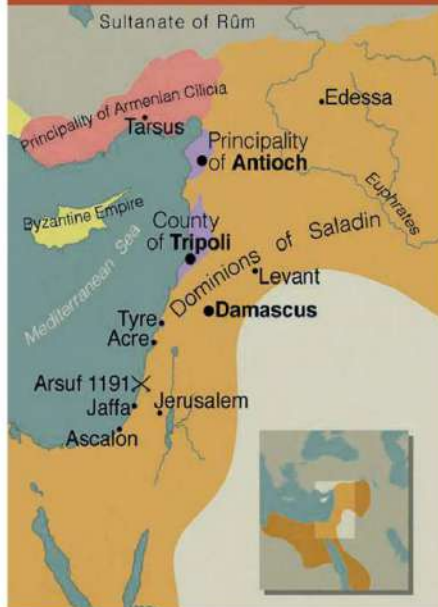 Sultanate of Rûm
Principality of Armenian Cilicia
Tarsus
Edessa
Principality
of Antioch
Euphrates
Byzantine Empire
County
of Tripoli
Mediterranean Sea
Dominions of Saladin
Levant
Damascus
Tyre
Acre
Arsuf 1191
Jaffa
Jerusalem
Ascalon